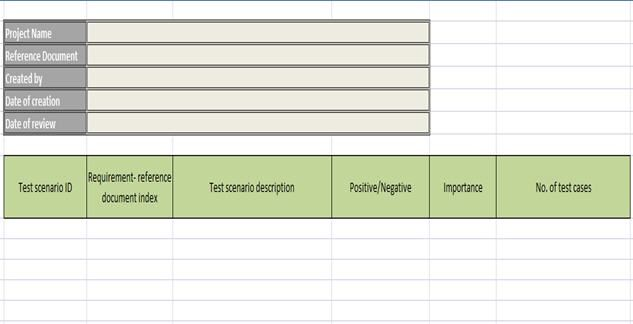 Project Name
Reference Document
Created by
Date of creation
Date of review
Test scenario ID
Requirement- reference
document index
Test scenario description
Positive/Negative
Importance
No. of test cases